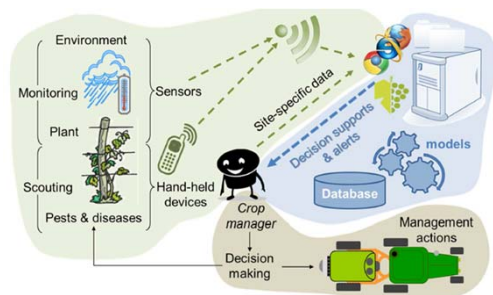 Environment
Monitoring
Sensors
Plant
Scouting
Hand-held
devices
Pests & diseases
Site-specific data
Decision supports
& alerts
models
Database
Crop
manager
Decision
making
Management
actions